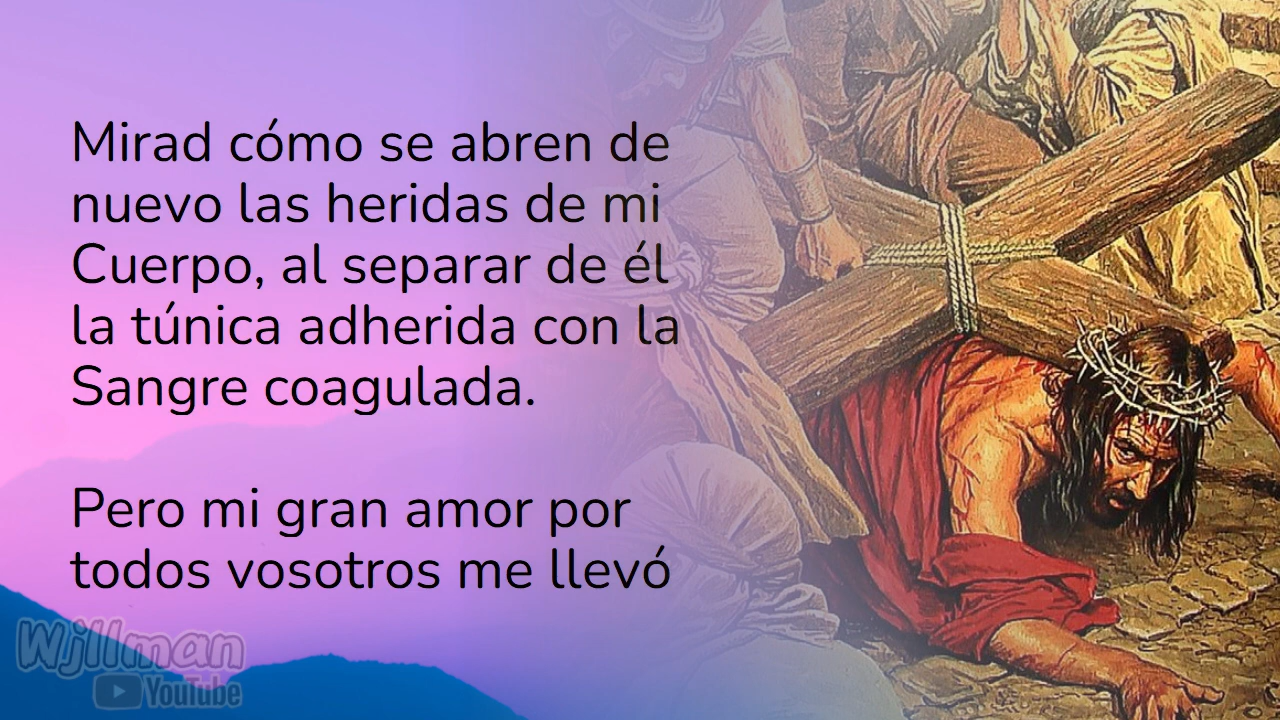 Mirad cómo se abren de
nuevo las heridas de mi
Cuerpo, al separar de él
la túnica adherida con la
Sangre coagulada.
Pero mi gran amor por
todos vosotros me llevó
Wjllman
YouTube